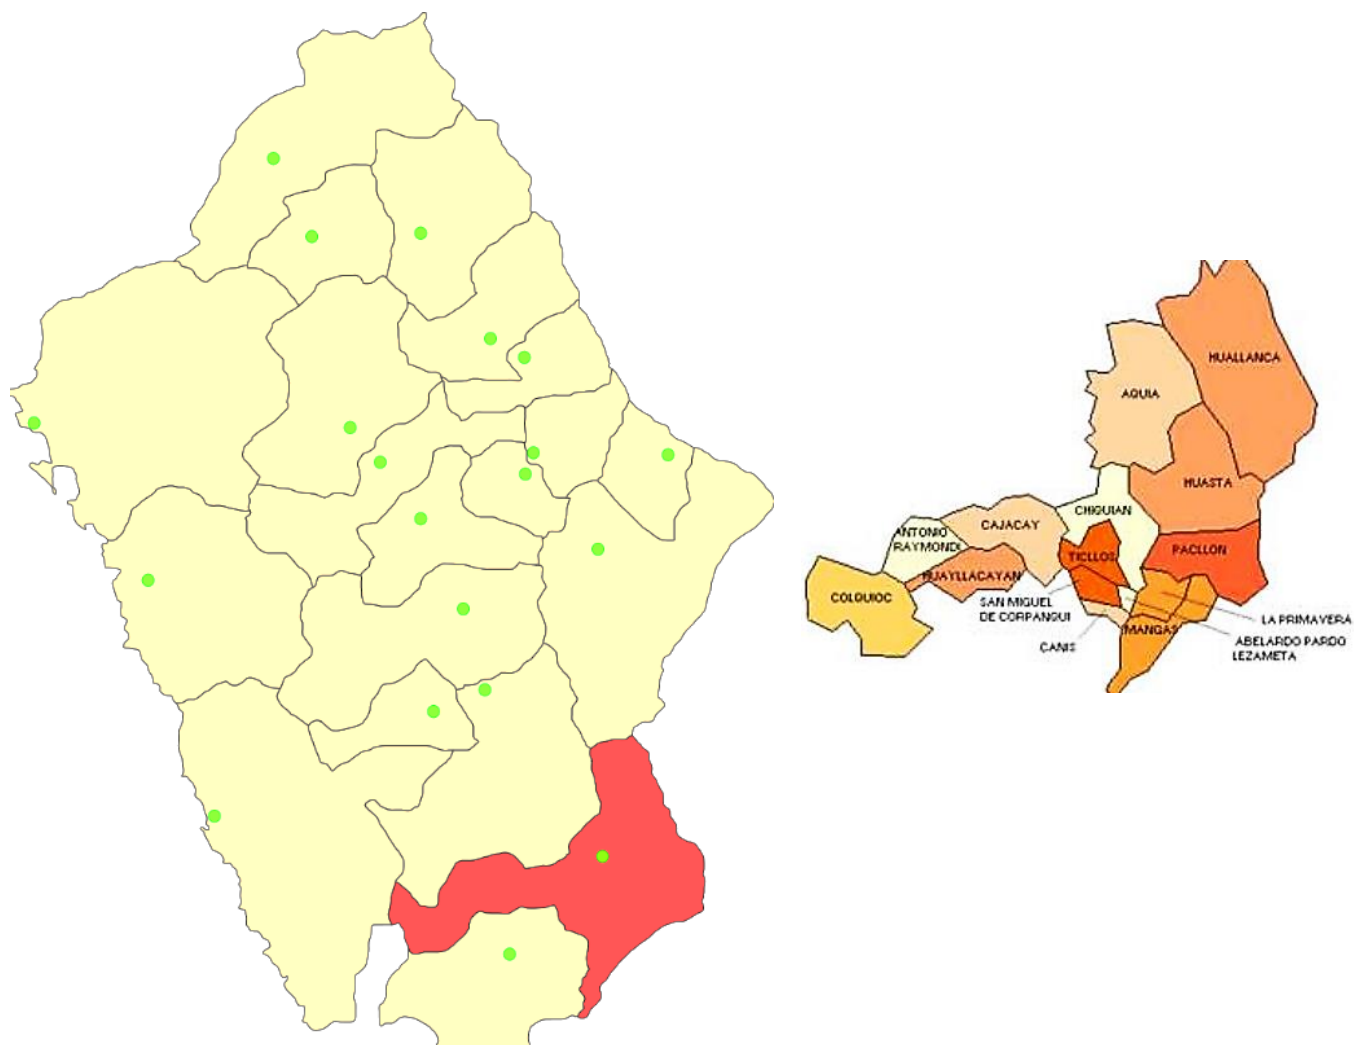 HUALLANCA
AQUIA
HUASTA
CHIQUIAN
CAJACAY
ANTONIO
RAYMONDI
PACLLON
TICLLOS
HUAYLLACAYAN
COLQUIOC
SAN MIGUEL
DE CORPANQUI
LA PRIMAVERA
MANGAS
ABELARDO PARDO
LEZAMETA
CANIS